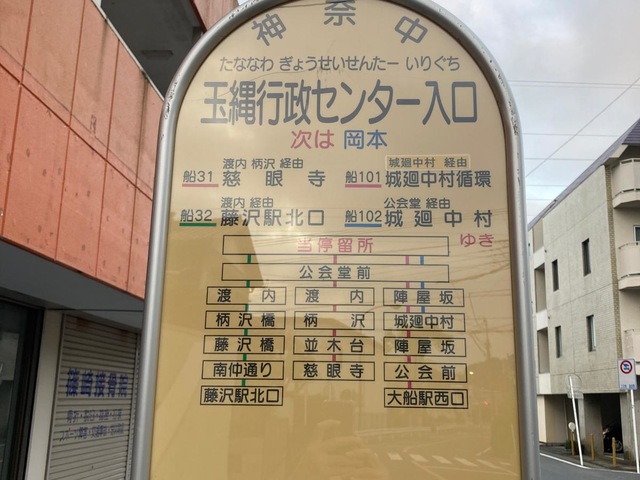 神奈中
たななわ ぎょうせいせんたー いりぐち
玉縄行政センター入口
次は 岡本
渡内 柄沢 経由
船31 慈眼寺
城廻中村 経由
船101 城廻中村循環
渡内 経由
船32 藤沢駅北口
公会堂 経由
船102 城廻中村
ゆき
当停留所
公会堂前
渡内 渡内 陣屋坂
柄沢橋 柄沢 城廻中村
藤沢橋 並木台 陣屋坂
南仲通り 慈眼寺 公会前
藤沢駅北口 大船駅西口